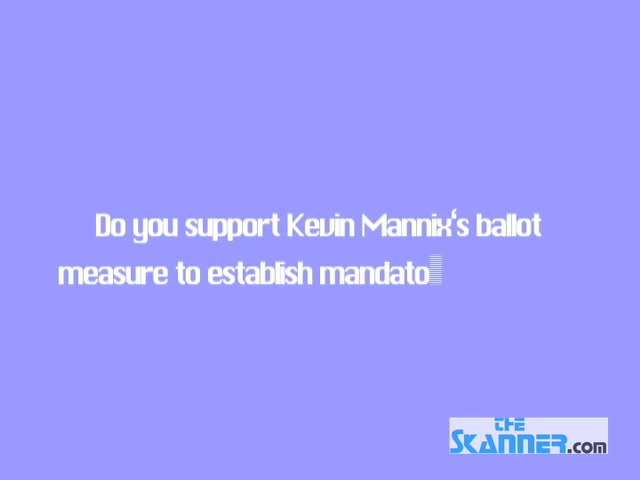 Do you support Kevin Mannix's ballot
measure to establish mandato
THE
SKANNER.com